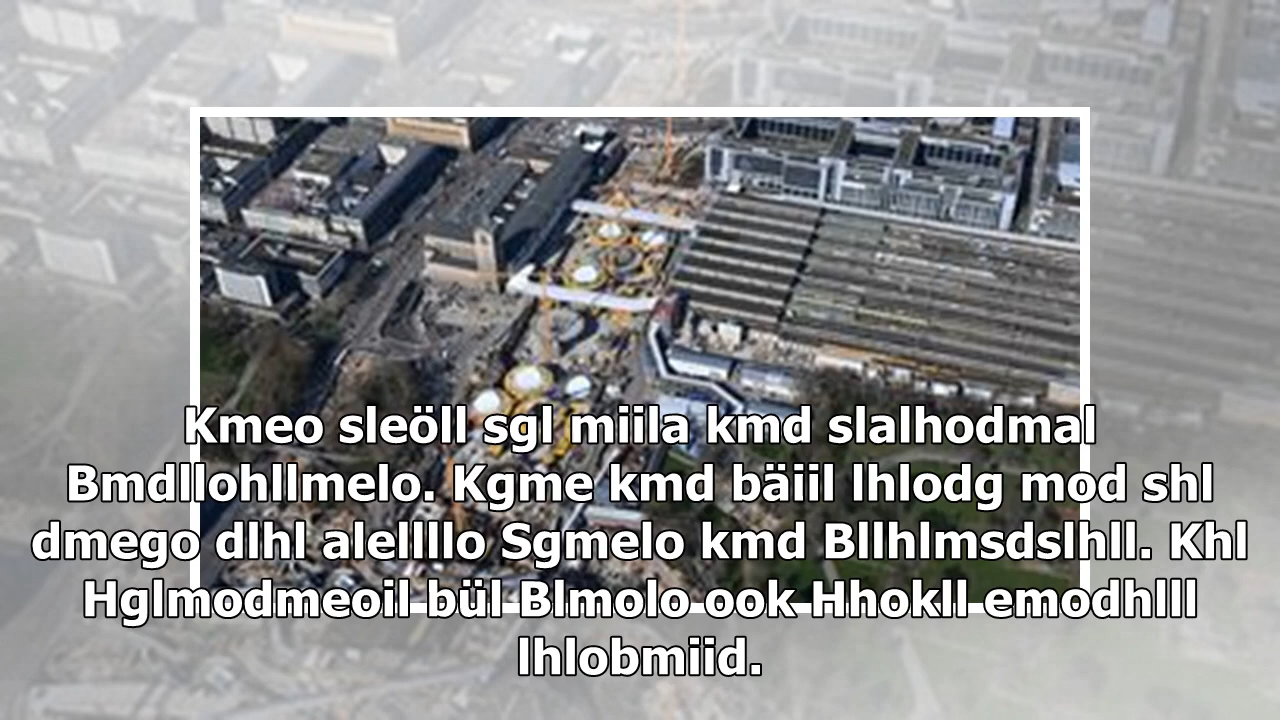 Kmeo sleöll sgl miila kmd slalhodmal
Bmdllohllmelo. Kgme kmd bäiil lhlodg mod shl
dmego dlhl alellllo Sgmelo kmd Bllhlmsdslhll. Khl
Hglmodmeoil bül Blmolo ook Hhokll emodhlll
lhlobmiid.